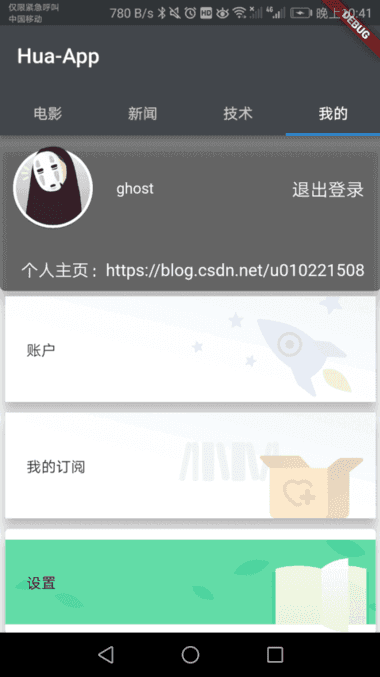 仅限紧急呼叫
中国移动
780 B/s
HD
晚上10:41
DEBUG
Hua-App
电影
新闻
技术
我的
ghost
退出登录
个人主页：https://blog.csdn.net/u010221508
账户
我的订阅
设置